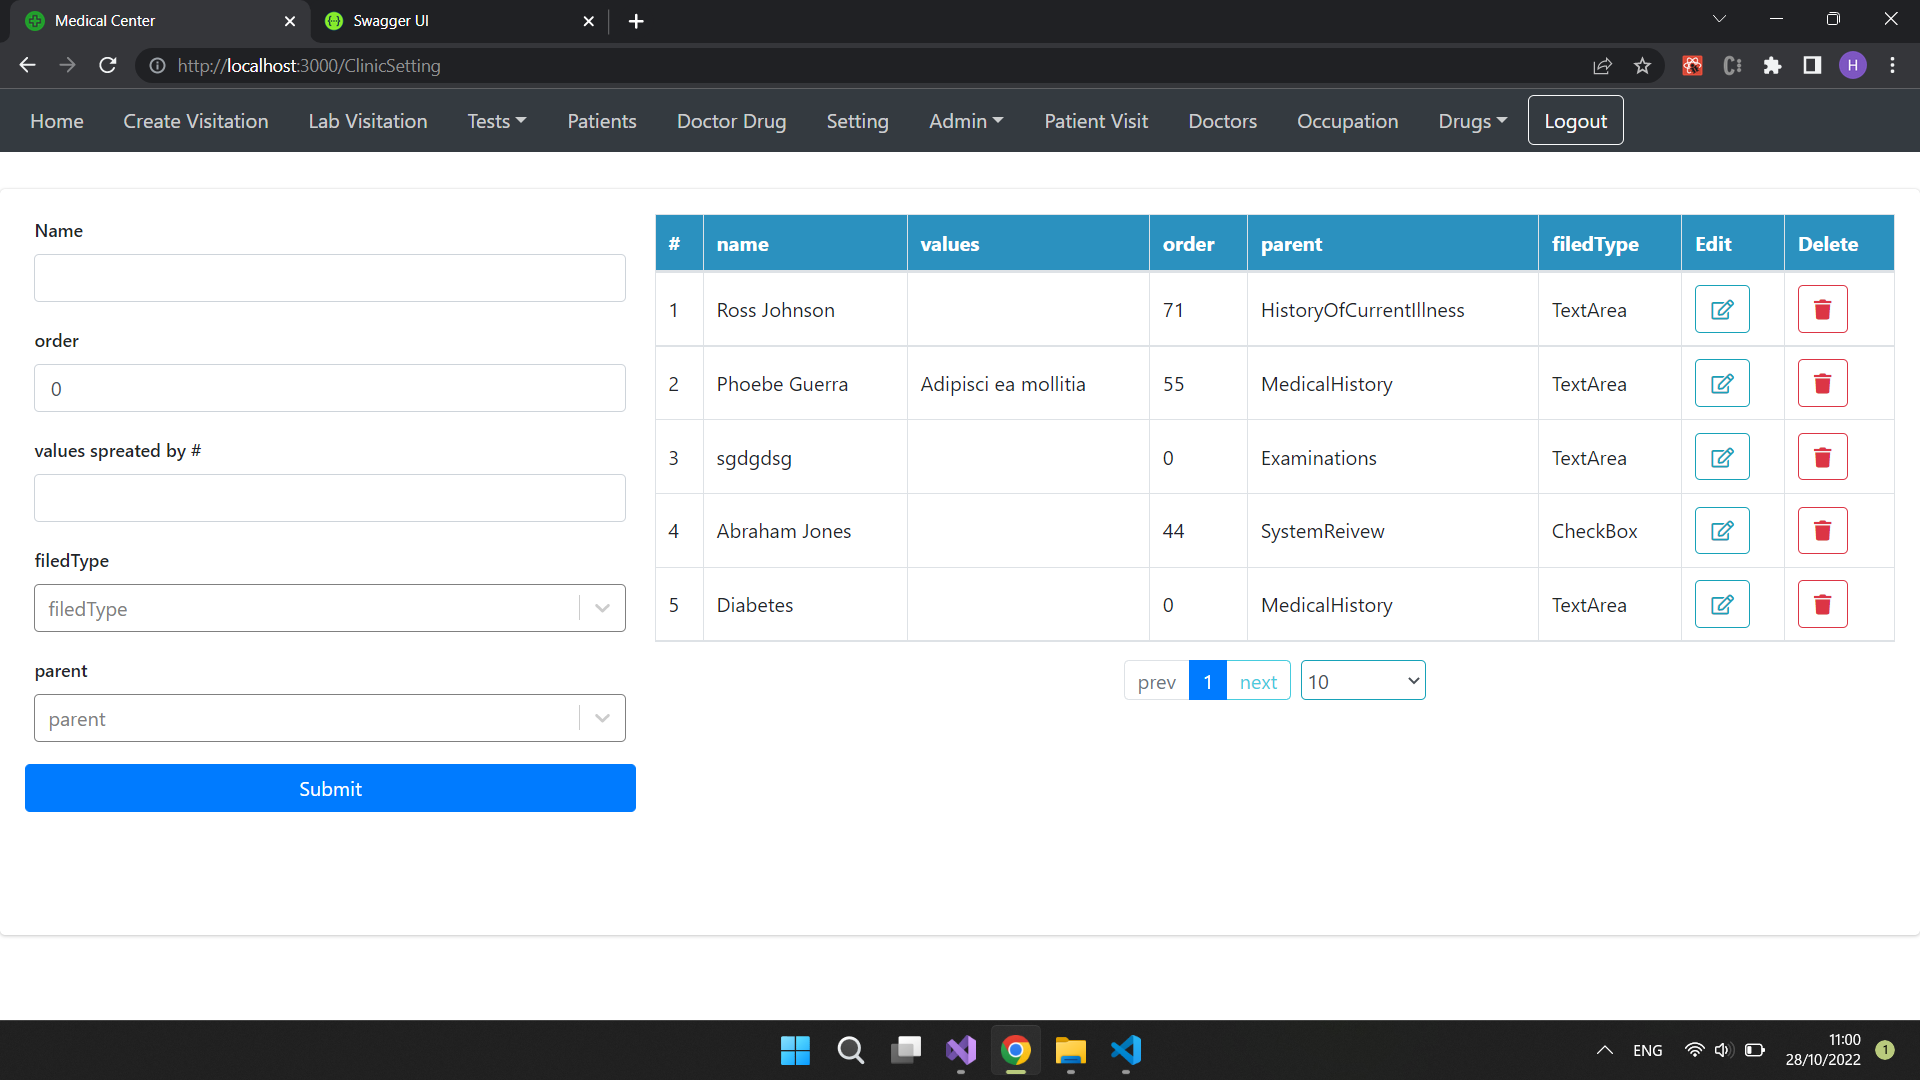 Medical Center
Swagger UI
http://localhost:3000/ClinicSetting
H
Home Create Visitation Lab Visitation Tests Patients Doctor Drug Setting Admin Patient Visit Doctors Occupation Drugs Logout
Name
order
0
values spreated by #
filedType
filedType
parent
parent
Submit
# name values order parent filedType Edit Delete
1 Ross Johnson 71 HistoryOfCurrentIllness TextArea
2 Phoebe Guerra Adipisci ea mollitia 55 MedicalHistory TextArea
3 sgdgdsg 0 Examinations TextArea
4 Abraham Jones 44 SystemReivew CheckBox
5 Diabetes 0 MedicalHistory TextArea
prev 1 next 10
ENG
11:00
28/10/2022
1